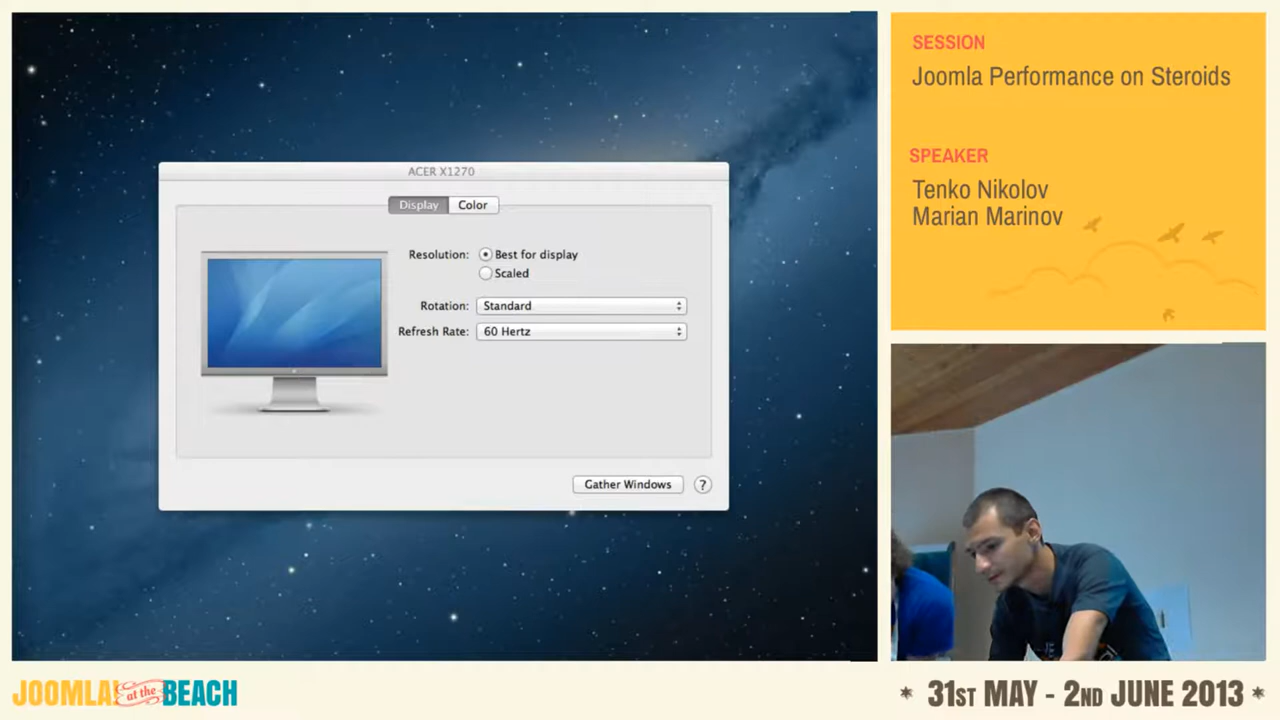 ACER X1270
Display Color
Resolution: Best for display
Scaled
Rotation: Standard
Refresh Rate: 60 Hertz
Gather Windows ?
SESSION
Joomla Performance on Steroids
SPEAKER
Tenko Nikolov
Marian Marinov
JOOMLA! at the BEACH
* 31ST MAY - 2ND JUNE 2013 *